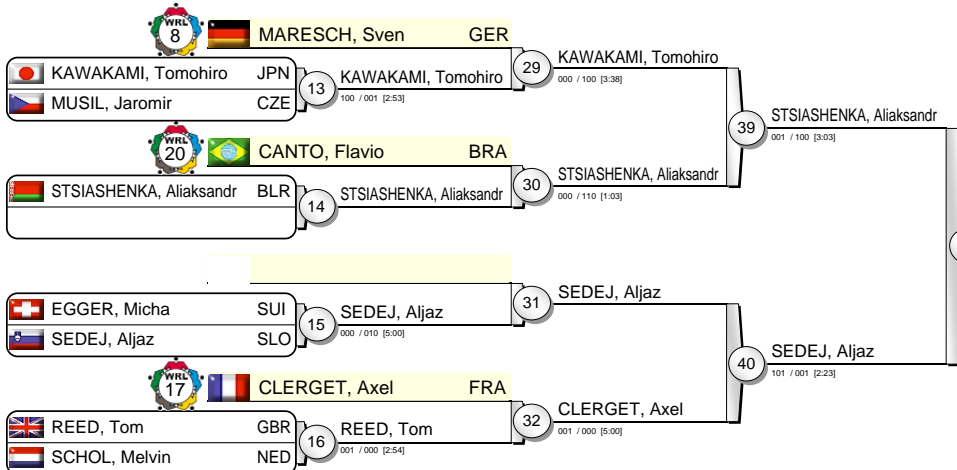 WRL
8
MARESCH, Sven GER
KAWAKAMI, Tomohiro JPN
MUSIL, Jaromir CZE
13
KAWAKAMI, Tomohiro
100 / 001 [2:53]
29
KAWAKAMI, Tomohiro
000 / 100 [3:38]
WRL
20
CANTO, Flavio BRA
STSIASHENKA, Aliaksandr BLR
14
STSIASHENKA, Aliaksandr
30
STSIASHENKA, Aliaksandr
000 / 110 [1:03]
39
STSIASHENKA, Aliaksandr
001 / 100 [3:03]
EGGER, Micha SUI
SEDEJ, Aljaz SLO
15
SEDEJ, Aljaz
000 / 010 [5:00]
31
SEDEJ, Aljaz
WRL
17
CLERGET, Axel FRA
REED, Tom GBR
SCHOL, Melvin NED
16
REED, Tom
001 / 000 [2:54]
32
CLERGET, Axel
001 / 000 [5:00]
40
SEDEJ, Aljaz
101 / 001 [2:23]